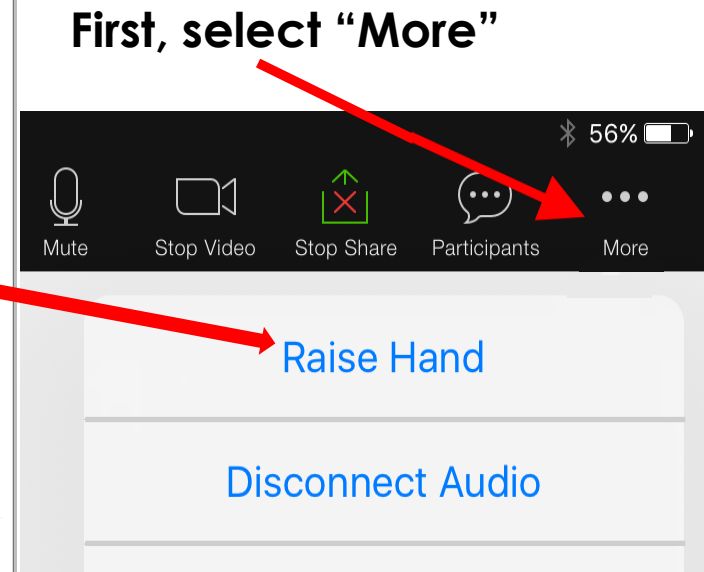 First, select “More”
56%
Mute Stop Video Stop Share Participants More
Raise Hand
Disconnect Audio